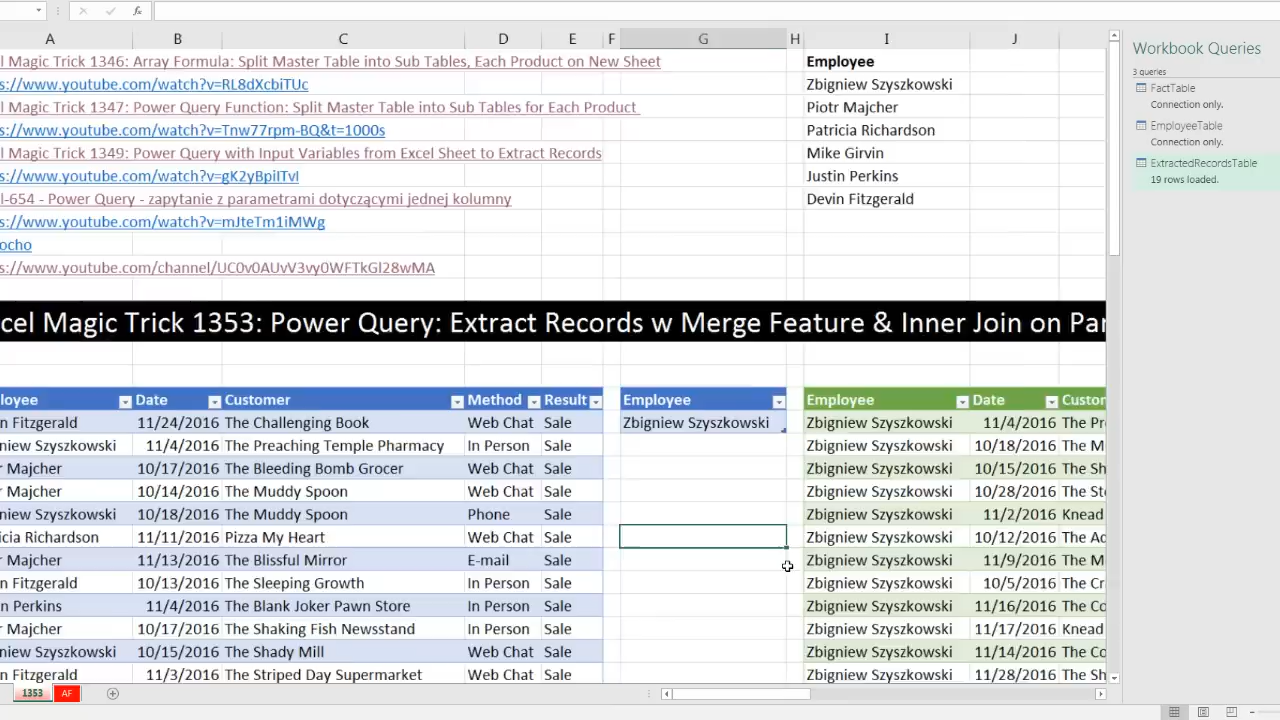 A B C D E F G H I J
l Magic Trick 1346: Array Formula: Split Master Table into Sub Tables, Each Product on New Sheet
Employee
s://www.youtube.com/watch?v=RL8dXcbiTUc
Zbigniew Szyszkowski
l Magic Trick 1347: Power Query Function: Split Master Table into Sub Tables for Each Product
Piotr Majcher
s://www.youtube.com/watch?v=Tnw77rpm-BQ&t=1000s
Patricia Richardson
l Magic Trick 1349: Power Query with Input Variables from Excel Sheet to Extract Records
Mike Girvin
s://www.youtube.com/watch?v=gK2yBpiITvI
Justin Perkins
l-654 - Power Query - zapytanie z parametrami dotyczącymi jednej kolumny
Devin Fitzgerald
s://www.youtube.com/watch?v=mJteTm1iMWg
ocho
s://www.youtube.com/channel/UC0v0AUvV3vy0WFTkGl28wMA
cel Magic Trick 1353: Power Query: Extract Records w Merge Feature & Inner Join on Par
loyee Date Customer Method Result Employee Employee Date Custor
n Fitzgerald 11/24/2016 The Challenging Book Web Chat Sale Zbigniew Szyszkowski Zbigniew Szyszkowski 11/4/2016 The Pr
niew Szyszkowski 11/4/2016 The Preaching Temple Pharmacy In Person Sale Zbigniew Szyszkowski 10/18/2016 The M
r Majcher 10/17/2016 The Bleeding Bomb Grocer Web Chat Sale Zbigniew Szyszkowski 10/15/2016 The Sh
r Majcher 10/14/2016 The Muddy Spoon Web Chat Sale Zbigniew Szyszkowski 10/28/2016 The Ste
niew Szyszkowski 10/18/2016 The Muddy Spoon Phone Sale Zbigniew Szyszkowski 11/2/2016 Knead
icia Richardson 11/11/2016 Pizza My Heart Web Chat Sale Zbigniew Szyszkowski 10/12/2016 The Ad
r Majcher 11/13/2016 The Blissful Mirror E-mail Sale Zbigniew Szyszkowski 11/9/2016 The M
n Fitzgerald 10/13/2016 The Sleeping Growth In Person Sale Zbigniew Szyszkowski 10/5/2016 The Cr
n Perkins 11/4/2016 The Blank Joker Pawn Store In Person Sale Zbigniew Szyszkowski 11/16/2016 The Co
r Majcher 10/17/2016 The Shaking Fish Newsstand In Person Sale Zbigniew Szyszkowski 11/17/2016 Knead
niew Szyszkowski 10/15/2016 The Shady Mill Web Chat Sale Zbigniew Szyszkowski 11/14/2016 The Co
n Fitzgerald 11/3/2016 The Striped Day Supermarket Web Chat Sale Zbigniew Szyszkowski 11/28/2016 The Sh
1353 AF
Workbook Queries
3 queries
FactTable
Connection only.
EmployeeTable
Connection only.
ExtractedRecordsTable
19 rows loaded.